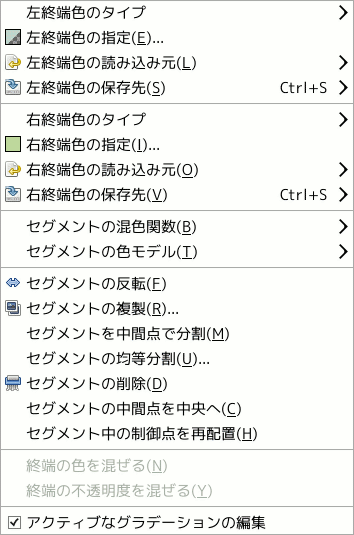 左終端色のタイプ
左終端色の指定(E)...
左終端色の読み込み元(L)
左終端色の保存先(S) Ctrl+S
右終端色のタイプ
右終端色の指定(I)...
右終端色の読み込み元(O)
右終端色の保存先(V) Ctrl+S
セグメントの混色関数(B)
セグメントの色モデル(T)
セグメントの反転(F)
セグメントの複製(R)...
セグメントを中間点で分割(M)
セグメントの均等分割(U)...
セグメントの削除(D)
セグメントの中間点を中央へ(C)
セグメント中の制御点を再配置(H)
終端の色を混ぜる(N)
終端の不透明度を混ぜる(Y)
アクティブなグラデーションの編集